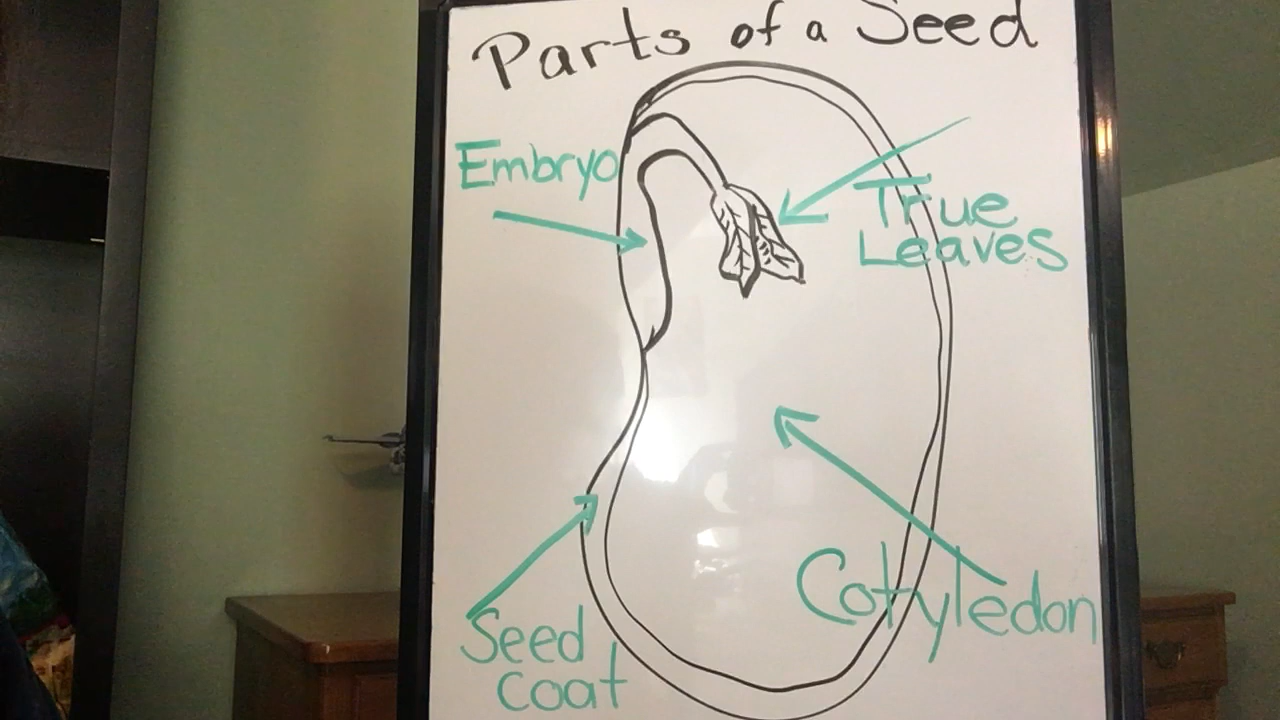 Parts of a Seed
Embryo
True
Leaves
Cotyledon
Seed
coat